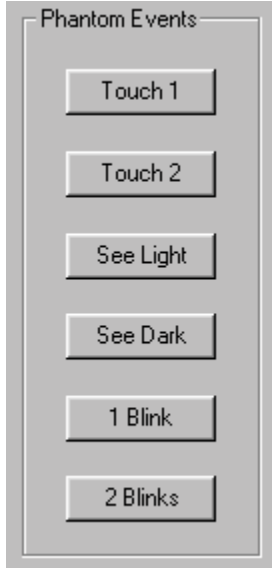 Phantom Events
Touch 1
Touch 2
See Light
See Dark
1 Blink
2 Blinks